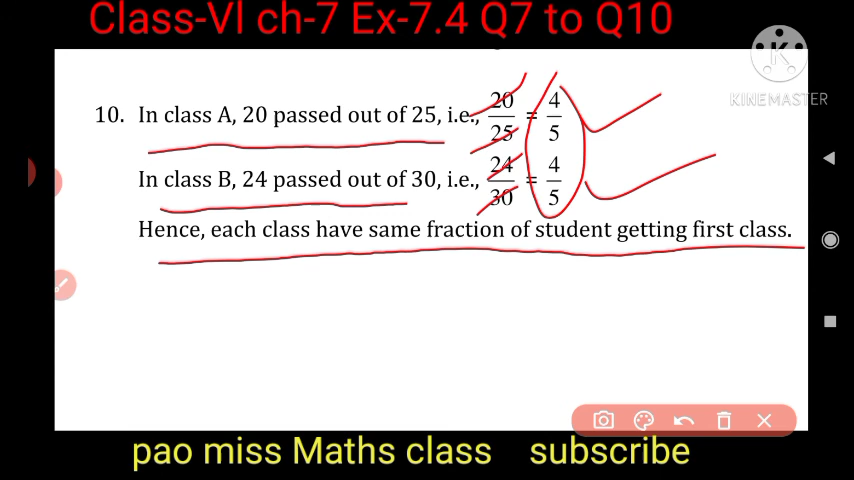 Class-VI ch-7 Ex-7.4 Q7 to Q10
KINEMASTER
10. In class A, 20 passed out of 25, i.e., 20/25 = 4/5
In class B, 24 passed out of 30, i.e., 24/30 = 4/5
Hence, each class have same fraction of student getting first class.
pao miss Maths class subscribe